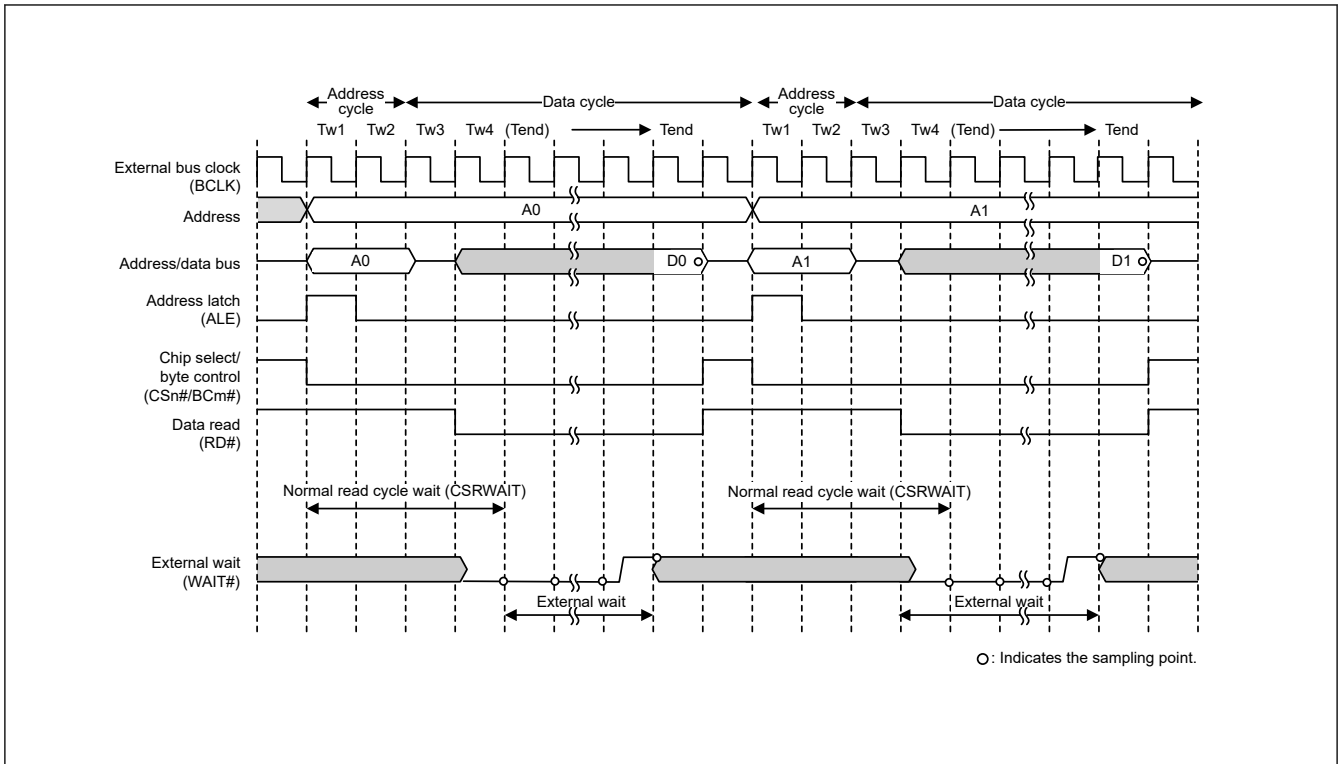 Address
cycle
Data cycle
Address
cycle
Data cycle
Tw1 Tw2 Tw3 Tw4 (Tend) Tend Tw1 Tw2 Tw3 Tw4 (Tend) Tend
External bus clock
(BCLK)
Address
A0
A1
Address/data bus
A0
D0
A1
D1
Address latch
(ALE)
Chip select/
byte control
(CSn#/BCm#)
Data read
(RD#)
Normal read cycle wait (CSRWAIT)
Normal read cycle wait (CSRWAIT)
External wait
(WAIT#)
External wait
External wait
: Indicates the sampling point.